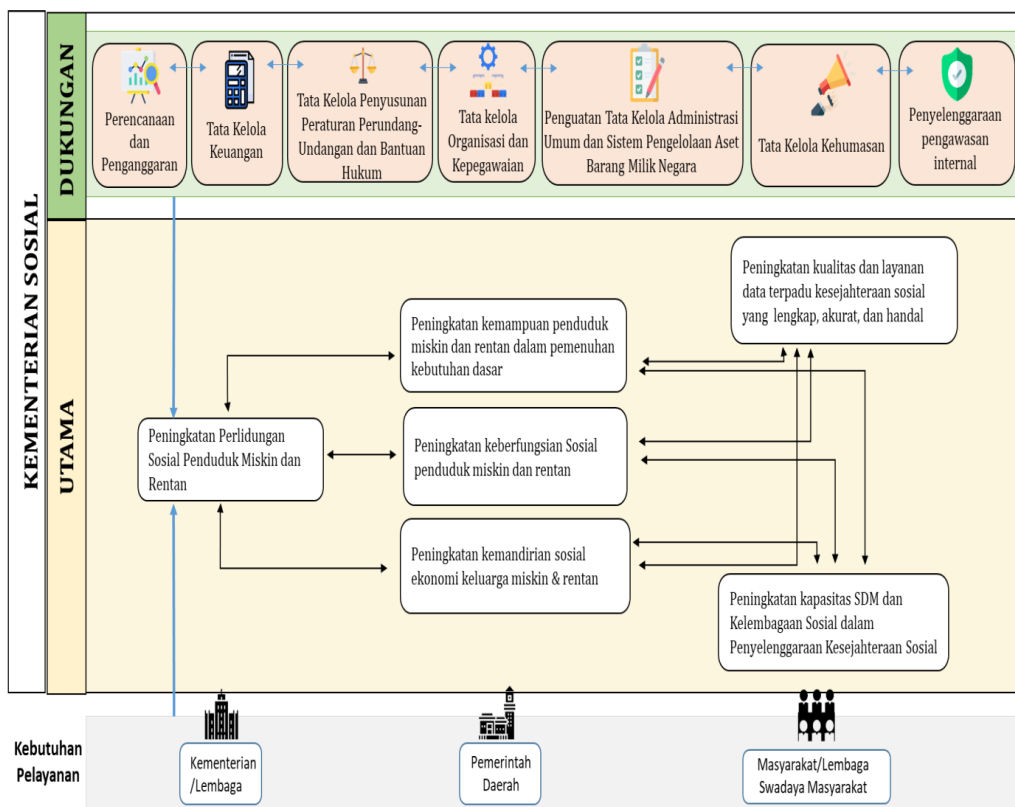 KEMENTERIAN SOSIAL
DUKUNGAN
Perencanaan
dan
Penganggaran
Tata Kelola
Keuangan
Tata Kelola Penyusunan
Peraturan Perundang-
Undangan dan Bantuan
Hukum
Tata kelola
Organisasi dan
Kepegawaian
Penguatan Tata Kelola Administrasi
Umum dan Sistem Pengelolaan Aset
Barang Milik Negara
Tata Kelola Kehumasan
Penyelenggaraan
pengawasan
internal
UTAMA
Peningkatan Perlidungan
Sosial Penduduk Miskin dan
Rentan
Peningkatan kemampuan penduduk
miskin dan rentan dalam pemenuhan
kebutuhan dasar
Peningkatan keberfungsian Sosial
penduduk miskin dan rentan
Peningkatan kemandirian sosial
ekonomi keluarga miskin & rentan
Peningkatan kualitas dan layanan
data terpadu kesejahteraan sosial
yang lengkap, akurat, dan handal
Peningkatan kapasitas SDM dan
Kelembagaan Sosial dalam
Penyelenggaraan Kesejahteraan Sosial
Kebutuhan
Pelayanan
Kementerian
/Lembaga
Pemerintah
Daerah
Masyarakat/Lembaga
Swadaya Masyarakat